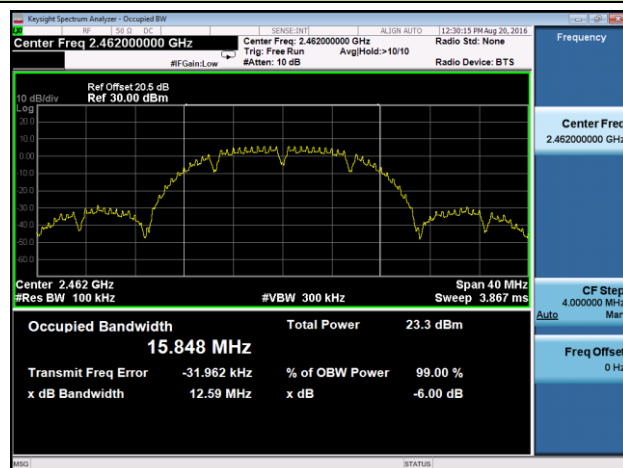 Keysight Spectrum Analyzer - Occupied BW
LXI RF 50 Ω DC SENSE:INT ALIGN AUTO 12:30:15 PM Aug 20, 2016
Center Freq 2.462000000 GHz
Center Freq: 2.462000000 GHz
Radio Std: None
Trig: Free Run Avg|Hold:>10/10
#IFGain:Low
#Atten: 10 dB
Radio Device: BTS
Ref Offset 20.5 dB
10 dB/div Ref 30.00 dBm
Log
20.0
10.0
0.00
-10.0
-20.0
-30.0
-40.0
-50.0
-60.0
Center 2.462 GHz
Span 40 MHz
#Res BW 100 kHz
#VBW 300 kHz
Sweep 3.867 ms
Occupied Bandwidth
Total Power 23.3 dBm
15.848 MHz
Transmit Freq Error -31.962 kHz
% of OBW Power 99.00 %
x dB Bandwidth 12.59 MHz
x dB -6.00 dB
MSG
STATUS
Frequency
Center Freq
2.462000000 GHz
CF Step
4.000000 MHz
Auto Man
Freq Offset
0 Hz